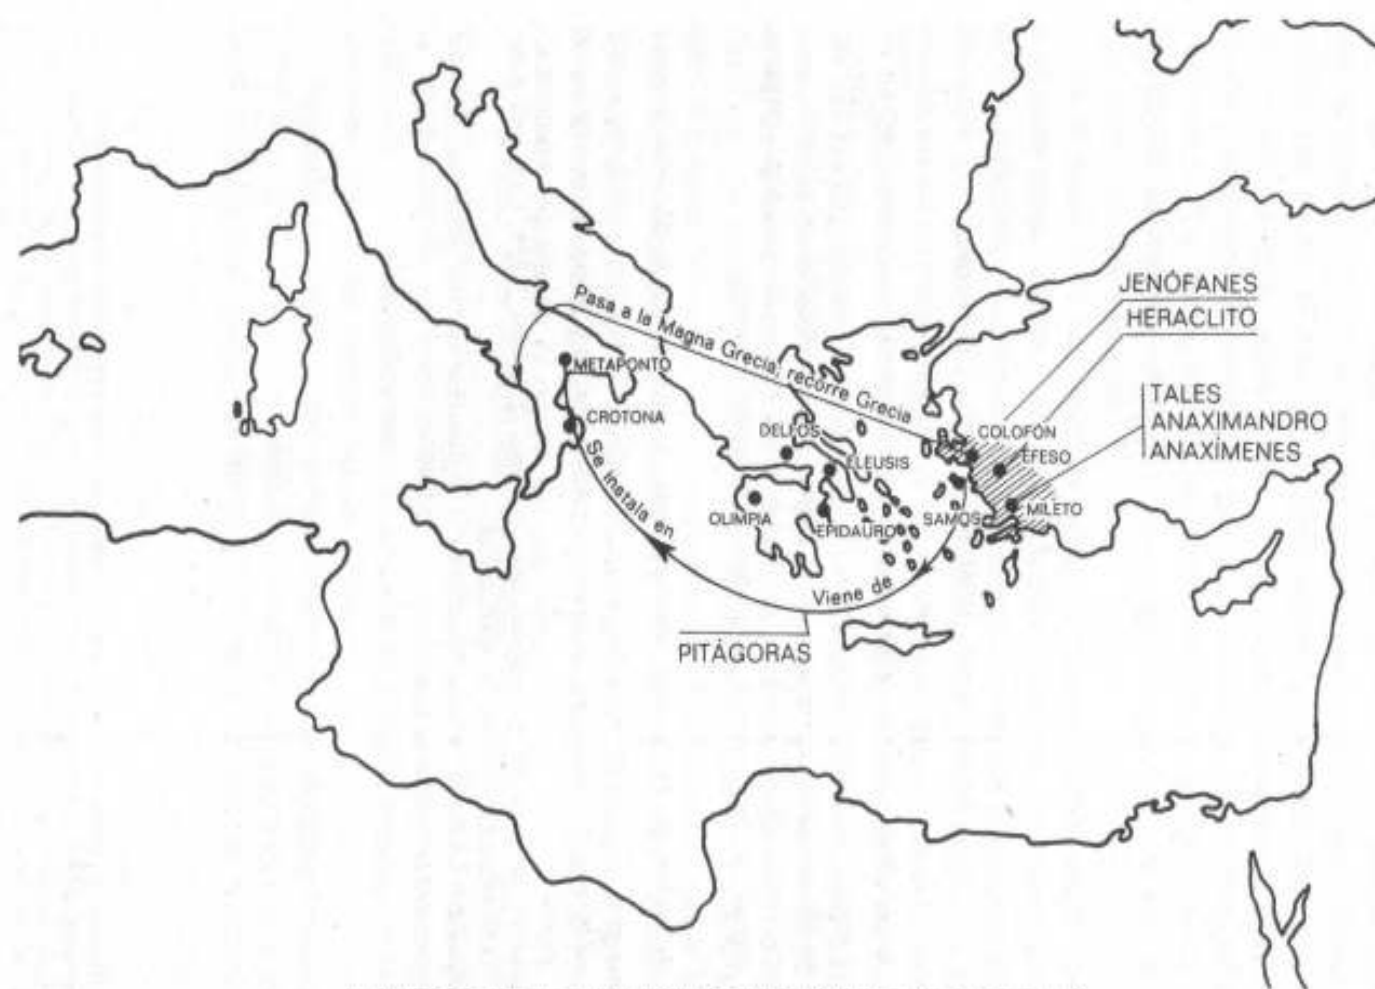 JENÓFANES
HERACLITO
TALES
ANAXIMANDRO
ANAXÍMENES
Pasa a la Magna Grecia; recorre Grecia
METAPONTO
CROTONA
DELFOS
ELEUSIS
OLIMPIA
EPIDAURO
COLOFÓN
EFESO
SAMOS
MILETO
Se instala en
Viene de
PITÁGORAS